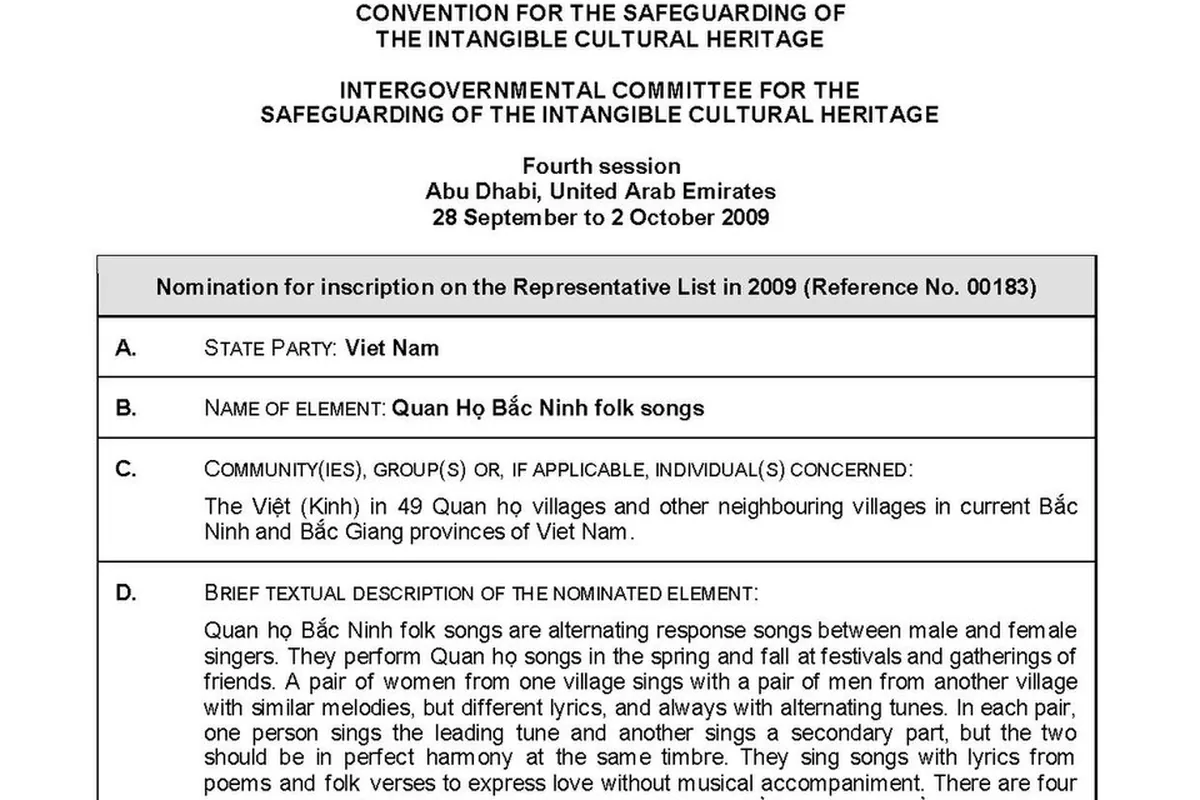 CONVENTION FOR THE SAFEGUARDING OF
THE INTANGIBLE CULTURAL HERITAGE
INTERGOVERNMENTAL COMMITTEE FOR THE
SAFEGUARDING OF THE INTANGIBLE CULTURAL HERITAGE
Fourth session
Abu Dhabi, United Arab Emirates
28 September to 2 October 2009
Nomination for inscription on the Representative List in 2009 (Reference No. 00183)
A. STATE PARTY: Viet Nam
B. NAME OF ELEMENT: Quan Họ Bắc Ninh folk songs
C. COMMUNITY(IES), GROUP(S) OR, IF APPLICABLE, INDIVIDUAL(S) CONCERNED:
The Việt (Kinh) in 49 Quan họ villages and other neighbouring villages in current Bắc
Ninh and Bắc Giang provinces of Viet Nam.
D. BRIEF TEXTUAL DESCRIPTION OF THE NOMINATED ELEMENT:
Quan họ Bắc Ninh folk songs are alternating response songs between male and female
singers. They perform Quan họ songs in the spring and fall at festivals and gatherings of
friends. A pair of women from one village sings with a pair of men from another village
with similar melodies, but different lyrics, and always with alternating tunes. In each pair,
one person sings the leading tune and another sings a secondary part, but the two
should be in perfect harmony at the same timbre. They sing songs with lyrics from
poems and folk verses to express love without musical accompaniment. There are four